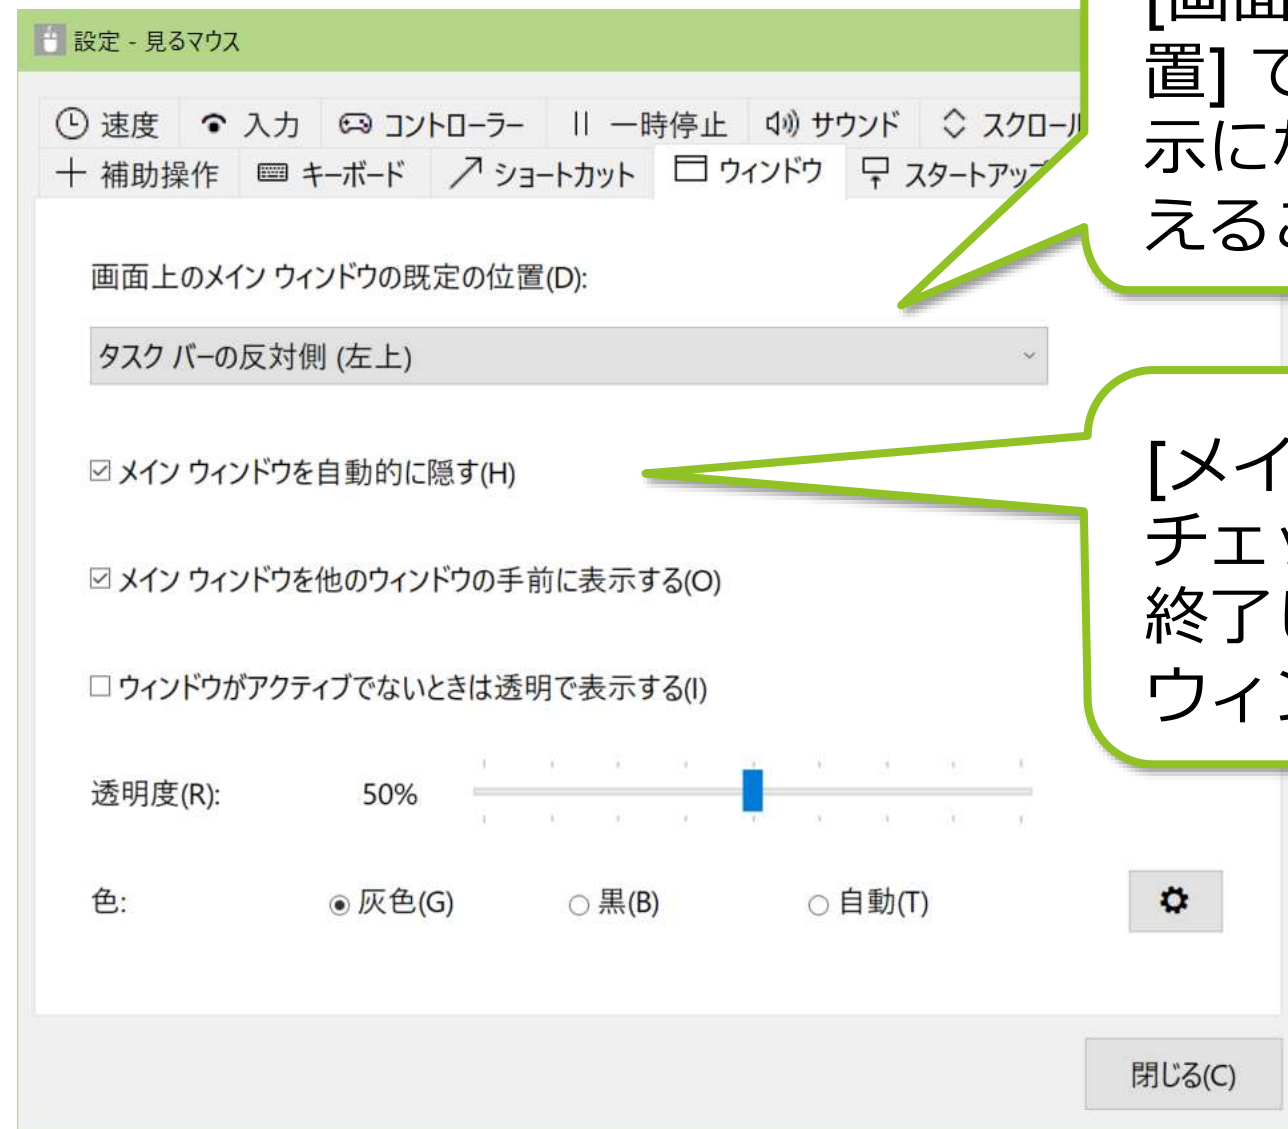 設定 - 見るマウス
速度 入力 コントローラー 一時停止 サウンド スクロール
補助操作 キーボード ショートカット ウィンドウ スタートアップ
画面上のメイン ウィンドウの既定の位置(D):
タスク バーの反対側 (左上)
メイン ウィンドウを自動的に隠す(H)
メイン ウィンドウを他のウィンドウの手前に表示する(O)
ウィンドウがアクティブでないときは透明で表示する(I)
透明度(R): 50%
色: 灰色(G) 黒(B) 自動(T)
閉じる(C)
[画面
置] て
示に
える
[メイ
チェッ
終了
ウィン